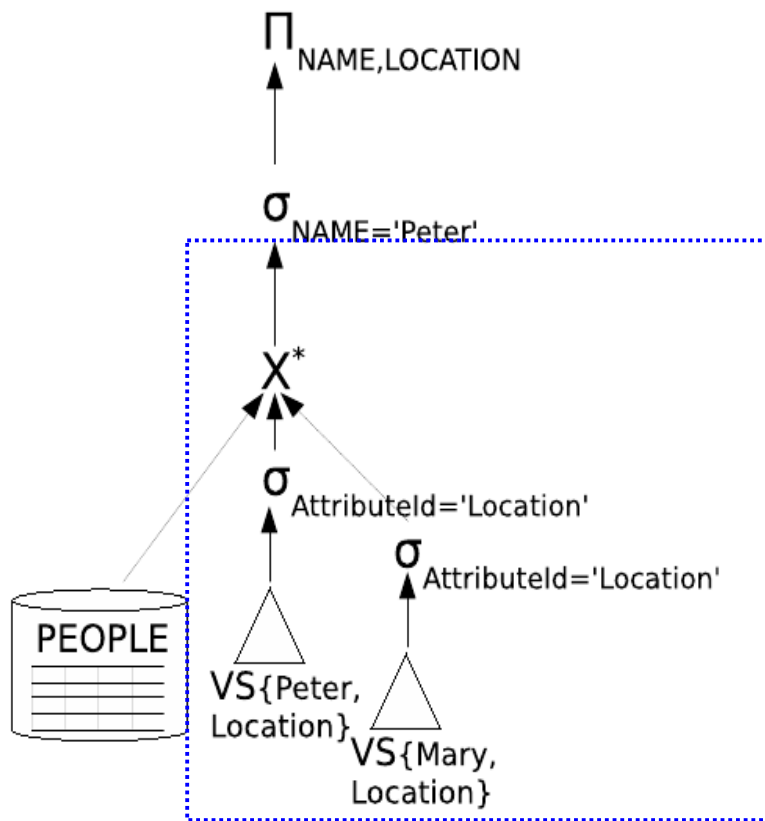 Π NAME,LOCATION
σ NAME='Peter'
X*
σ AttributeId='Location'
σ AttributeId='Location'
PEOPLE
VS{Peter,
Location}
VS{Mary,
Location}